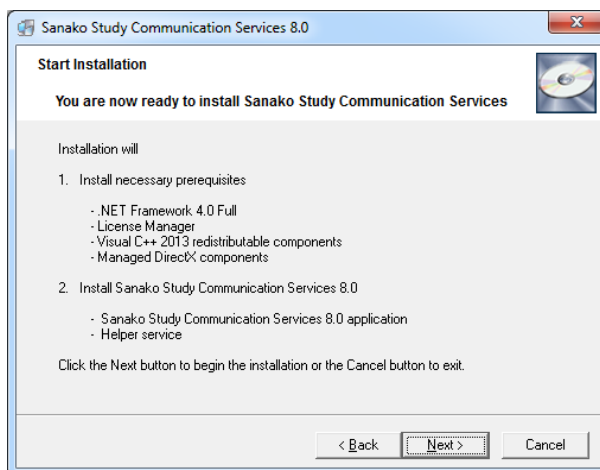 Sanako Study Communication Services 8.0
Start Installation
You are now ready to install Sanako Study Communication Services
Installation will
1. Install necessary prerequisites
- .NET Framework 4.0 Full
- License Manager
- Visual C++ 2013 redistributable components
- Managed DirectX components
2. Install Sanako Study Communication Services 8.0
- Sanako Study Communication Services 8.0 application
- Helper service
Click the Next button to begin the installation or the Cancel button to exit.
< Back Next > Cancel